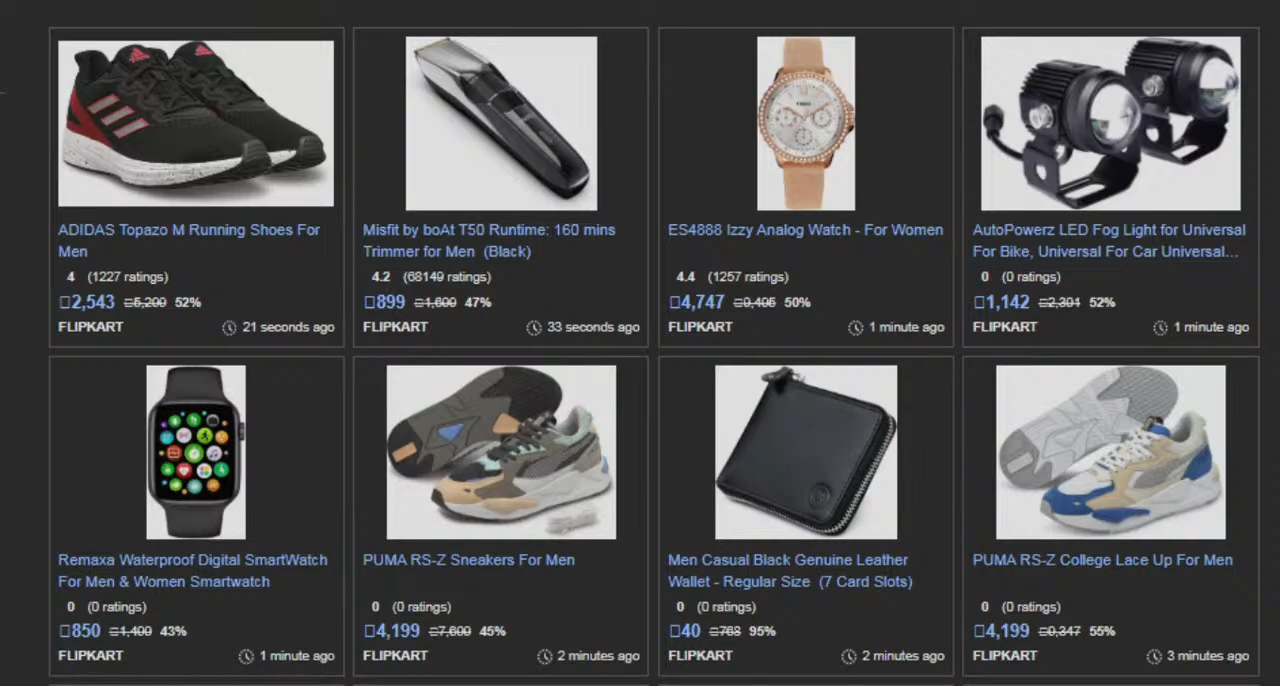 ADIDAS Topazo M Running Shoes For
Men
4 (1227 ratings)
2,543 52%
FLIPKART 21 seconds ago
Misfit by boAt T50 Runtime: 160 mins
Trimmer for Men (Black)
4.2 (68149 ratings)
899 47%
FLIPKART 33 seconds ago
ES4888 Izzy Analog Watch - For Women
4.4 (1257 ratings)
4,747 50%
FLIPKART 1 minute ago
AutoPowerz LED Fog Light for Universal
For Bike, Universal For Car Universal...
0 (0 ratings)
1,142 52%
FLIPKART 1 minute ago
Remaxa Waterproof Digital SmartWatch
For Men & Women Smartwatch
0 (0 ratings)
850 43%
FLIPKART 1 minute ago
PUMA RS-Z Sneakers For Men
0 (0 ratings)
4,199 45%
FLIPKART 2 minutes ago
Men Casual Black Genuine Leather
Wallet - Regular Size (7 Card Slots)
0 (0 ratings)
40 95%
FLIPKART 2 minutes ago
PUMA RS-Z College Lace Up For Men
0 (0 ratings)
4,199 55%
FLIPKART 3 minutes ago